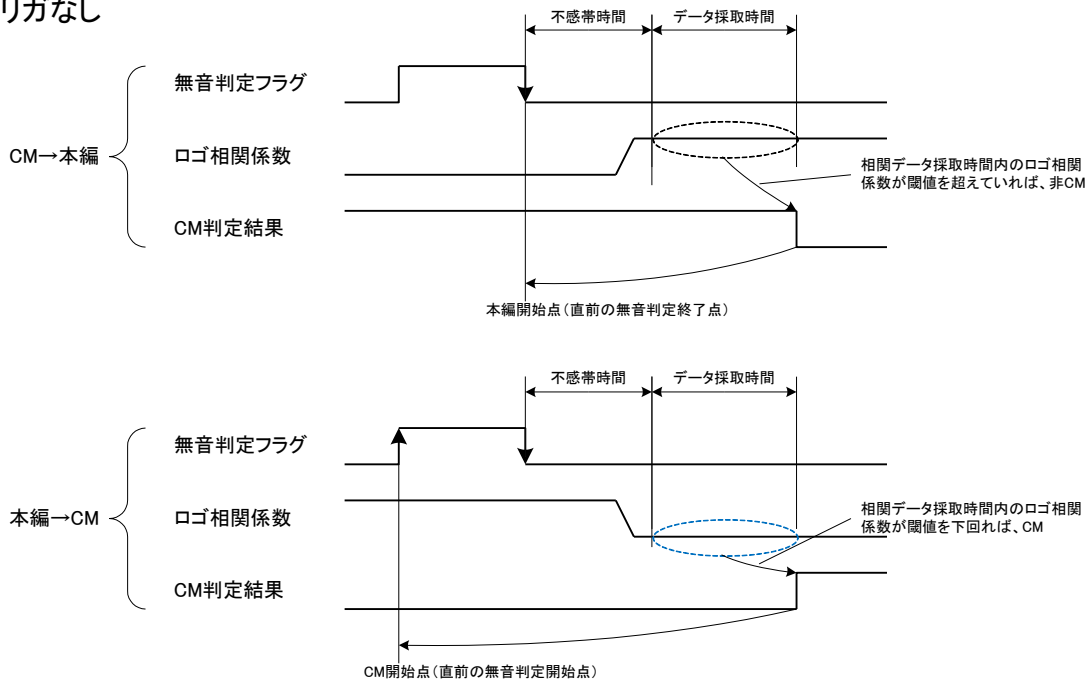 リガなし
不感帯時間
データ採取時間
無音判定フラグ
CM→本編
ロゴ相関係数
相関データ採取時間内のロゴ相関
係数が閾値を超えていれば、非CM
CM判定結果
本編開始点（直前の無音判定終了点）
不感帯時間
データ採取時間
無音判定フラグ
本編→CM
ロゴ相関係数
相関データ採取時間内のロゴ相関
係数が閾値を下回れば、CM
CM判定結果
CM開始点（直前の無音判定開始点）